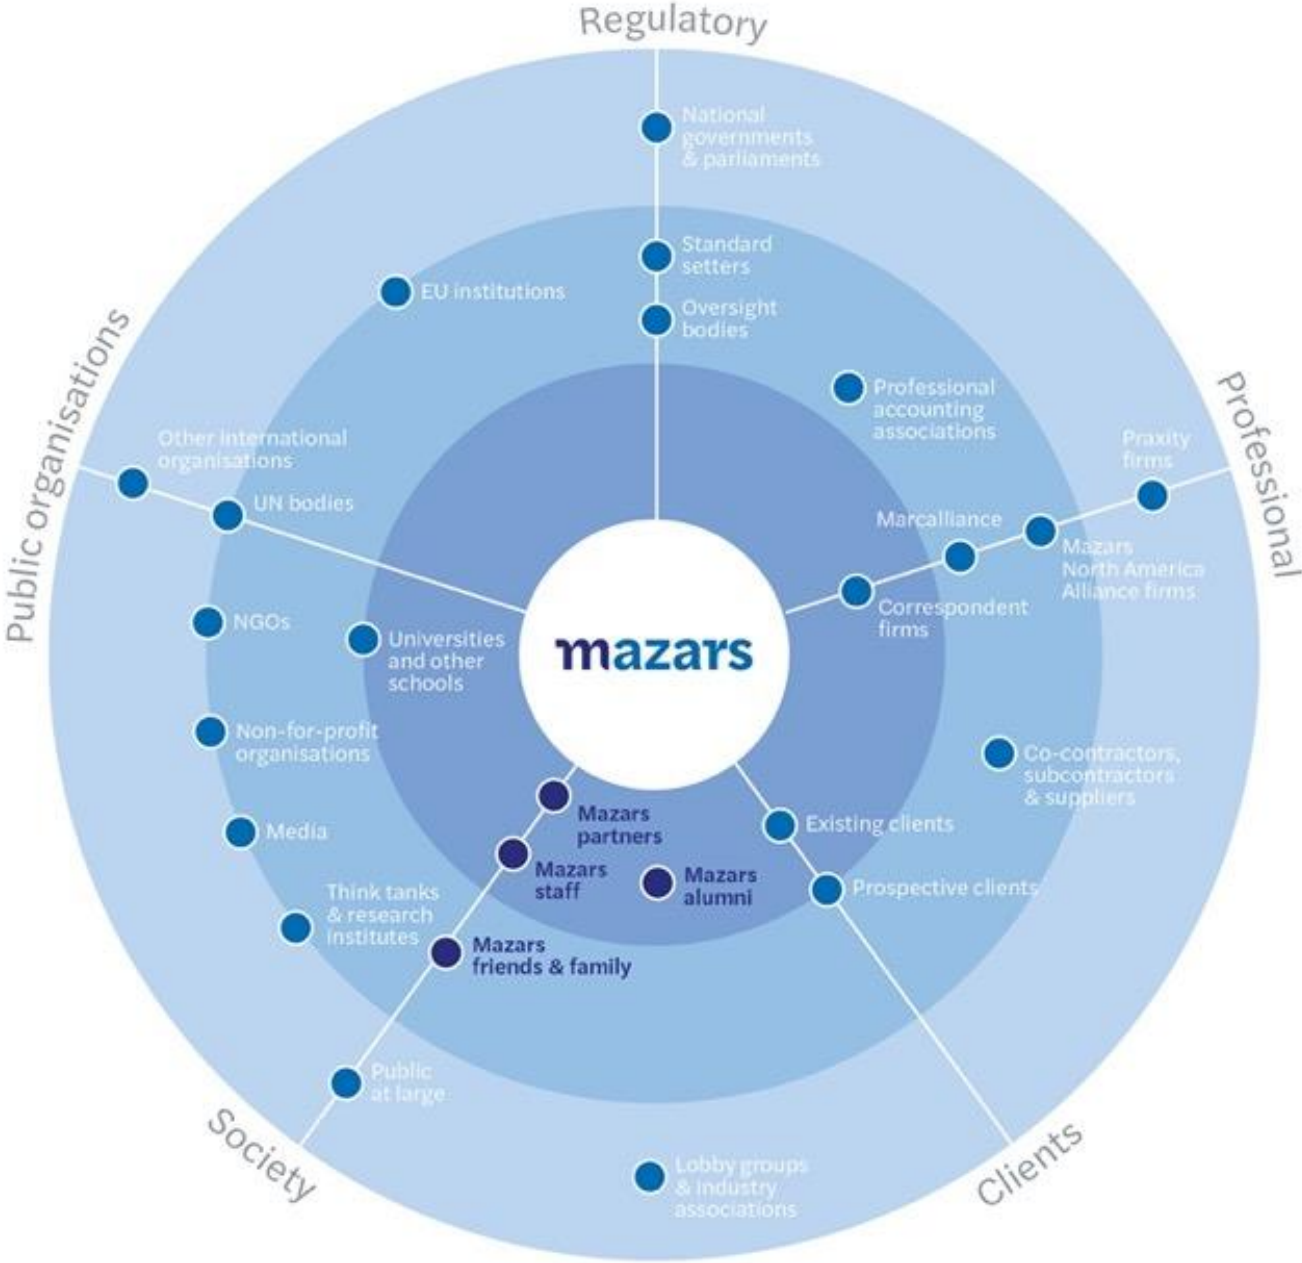 Regulatory
National
governments
& parliaments
Standard
setters
EU institutions
Oversight
bodies
Professional
accounting
associations
Public organisations
Professional
Other international
organisations
Praxity
firms
UN bodies
Marcalliance
Mazars
North America
Alliance firms
Correspondent
firms
NGOs
Universities
and other
schools
mazars
Non-for-profit
organisations
Co-contractors,
subcontractors
& suppliers
Mazars
partners
Existing clients
Media
Mazars
staff
Mazars
alumni
Prospective clients
Think tanks
& research
institutes
Mazars
friends & family
Public
at large
Society
Clients
Lobby groups
& industry
associations